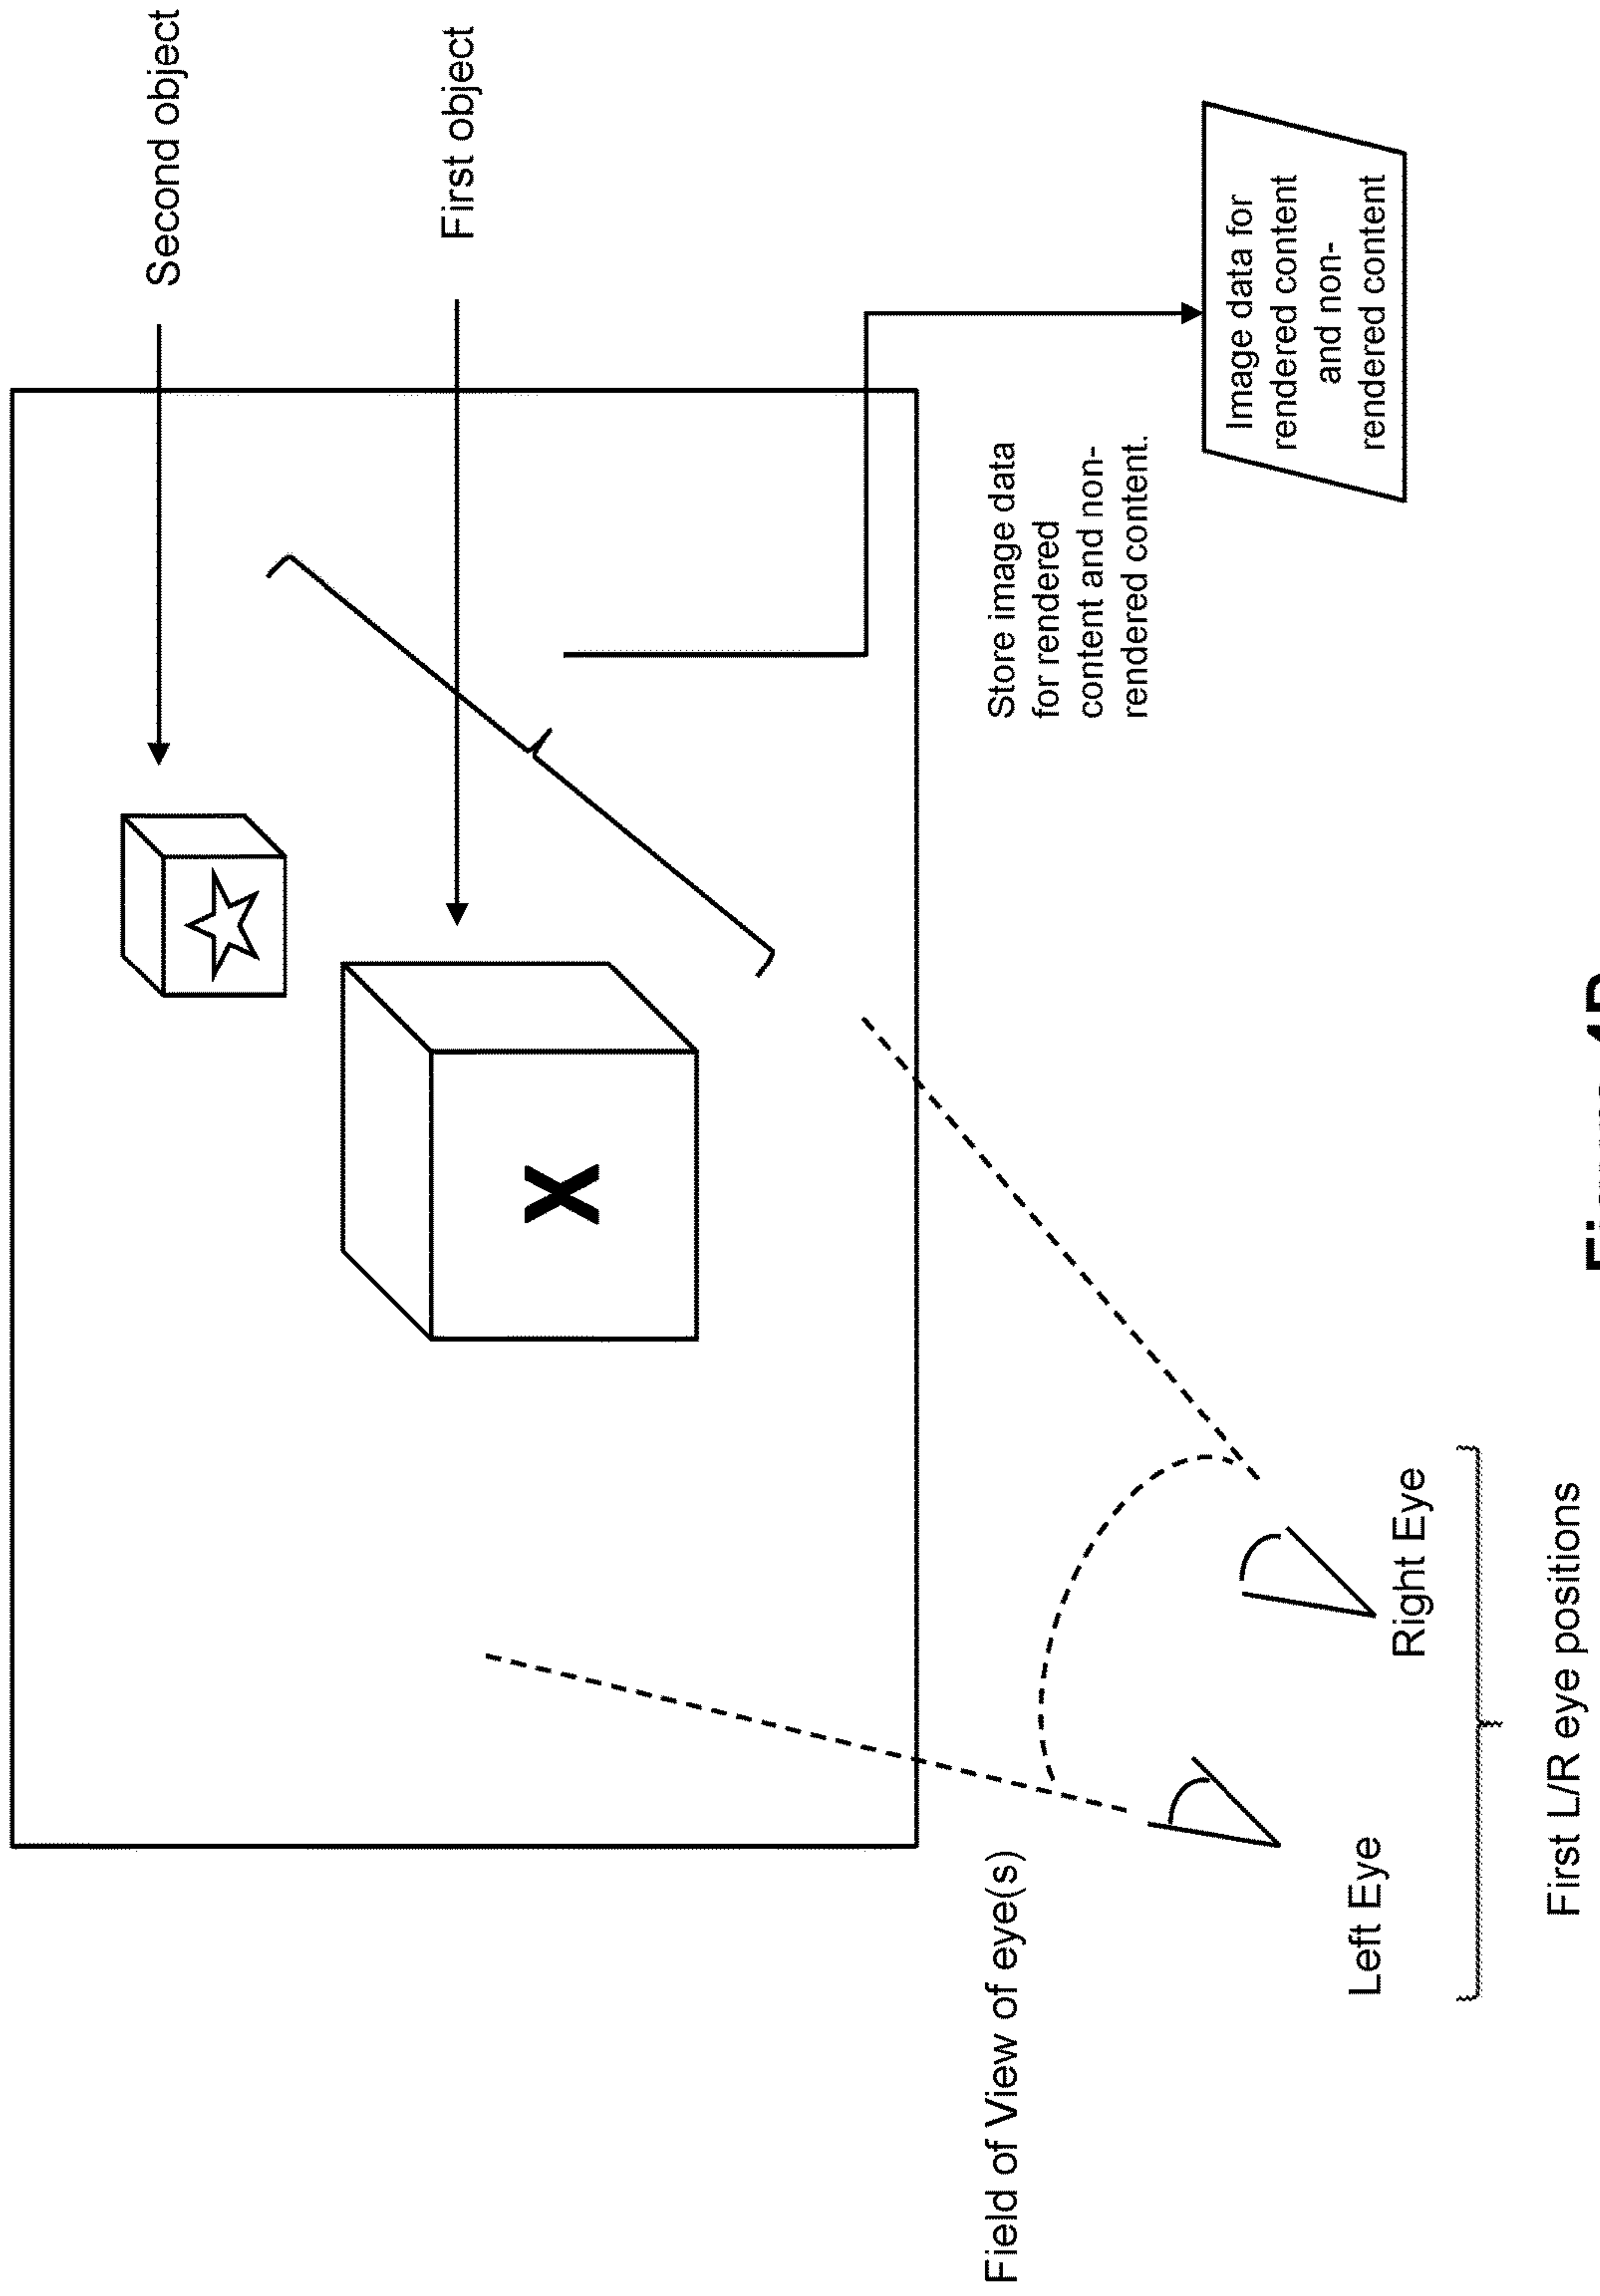 Second object
First object
X
Store image data
for rendered
content and non-
rendered content.
Image data for
rendered content
and non-
rendered content
Field of View of eye(s)
Left Eye
Right Eye
First L/R eye positions